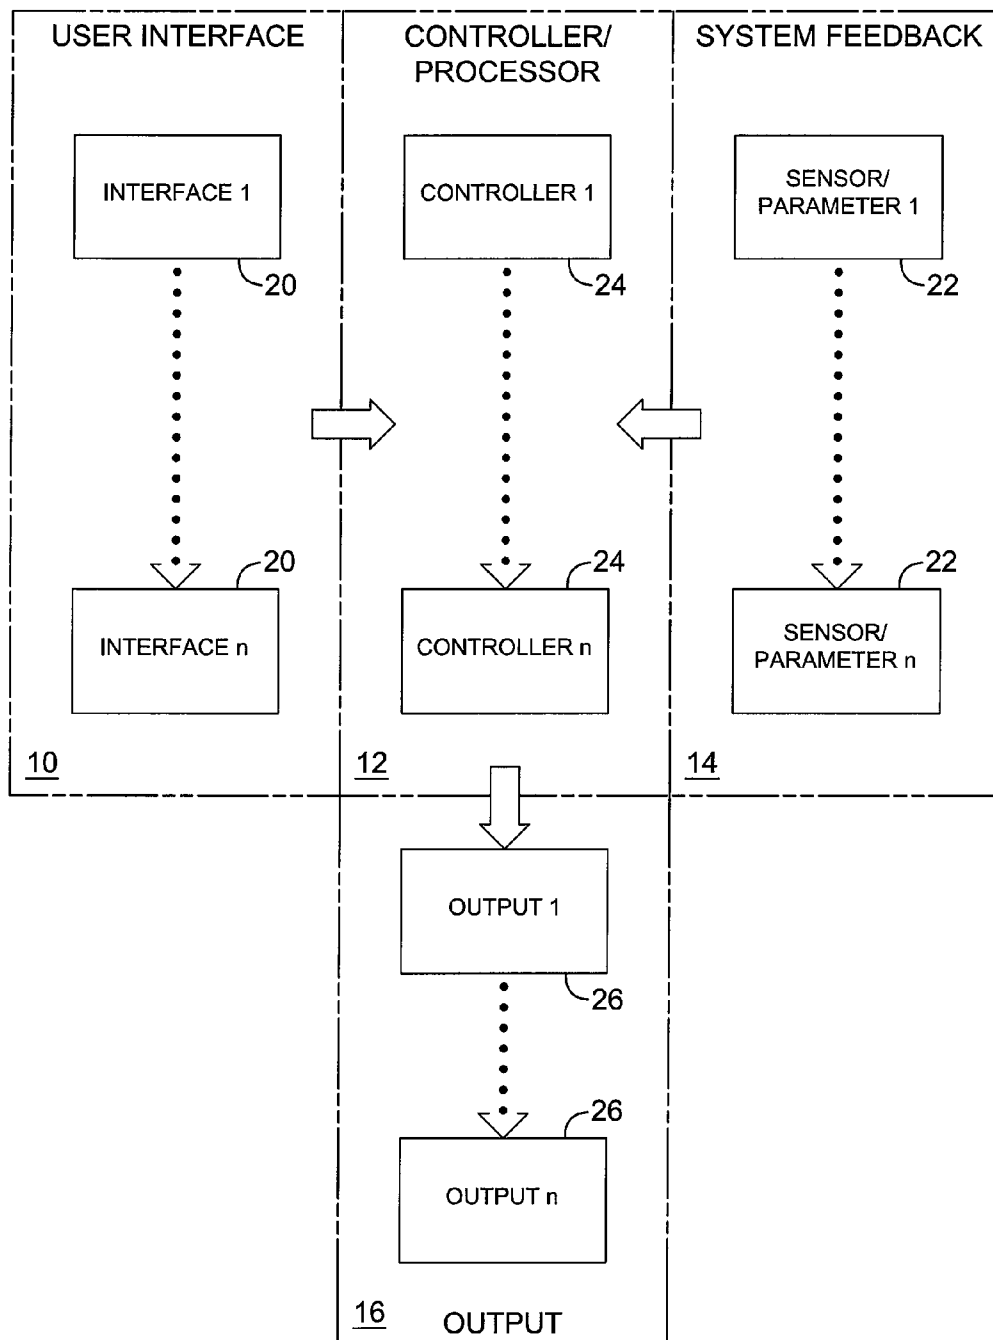 USER INTERFACE
CONTROLLER/
PROCESSOR
SYSTEM FEEDBACK
INTERFACE 1
CONTROLLER 1
SENSOR/
PARAMETER 1
20
24
22
20
24
22
INTERFACE n
CONTROLLER n
SENSOR/
PARAMETER n
10
12
14
OUTPUT 1
26
26
OUTPUT n
16
OUTPUT